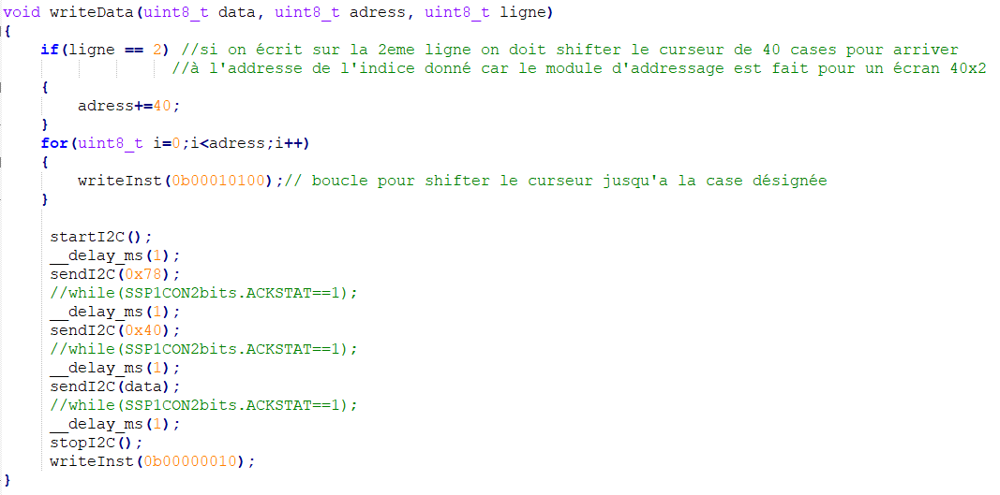 void writeData(uint8_t data, uint8_t adress, uint8_t ligne)
{
    if(ligne == 2) //si on écrit sur la 2eme ligne on doit shifter le curseur de 40 cases pour arriver
                  //à l'addresse de l'indice donné car le module d'addressage est fait pour un écran 40x2
    {
        adress+=40;
    }
    for(uint8_t i=0;i<adress;i++)
    {
        writeInst(0b00010100);// boucle pour shifter le curseur jusqu'a la case désignée
    }

     startI2C();
     __delay_ms(1);
     sendI2C(0x78);
     //while(SSP1CON2bits.ACKSTAT==1);
     __delay_ms(1);
     sendI2C(0x40);
     //while(SSP1CON2bits.ACKSTAT==1);
     __delay_ms(1);
     sendI2C(data);
     //while(SSP1CON2bits.ACKSTAT==1);
     __delay_ms(1);
     stopI2C();
     writeInst(0b00000010);
}